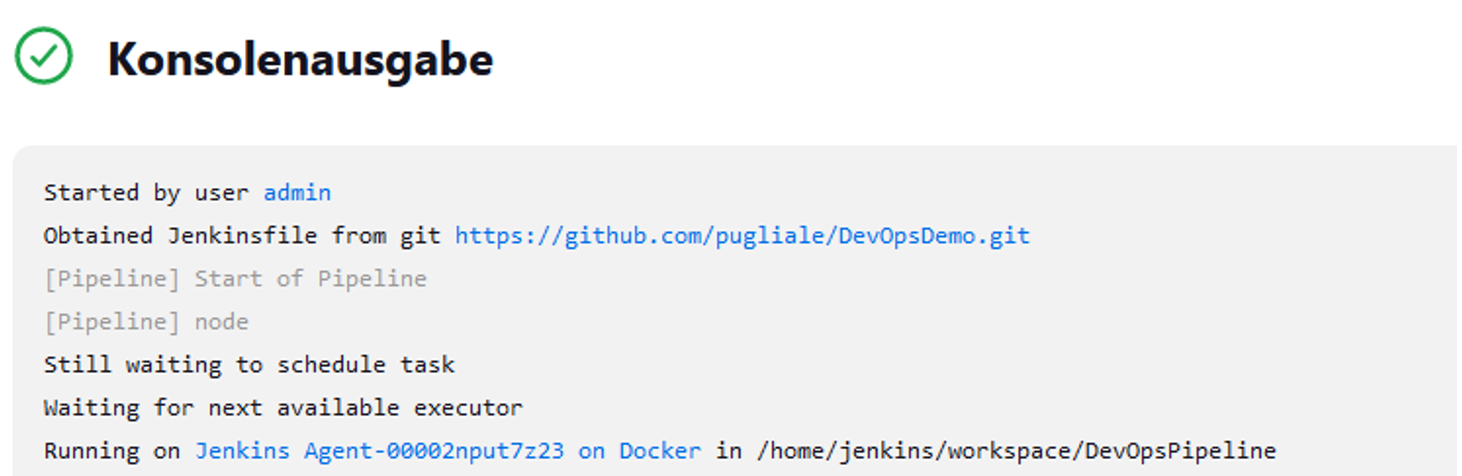 Konsolenausgabe
Started by user admin
Obtained Jenkinsfile from git https://github.com/pugliale/DevOpsDemo.git
[Pipeline] Start of Pipeline
[Pipeline] node
Still waiting to schedule task
Waiting for next available executor
Running on Jenkins Agent-00002nput7z23 on Docker in /home/jenkins/workspace/DevOpsPipeline